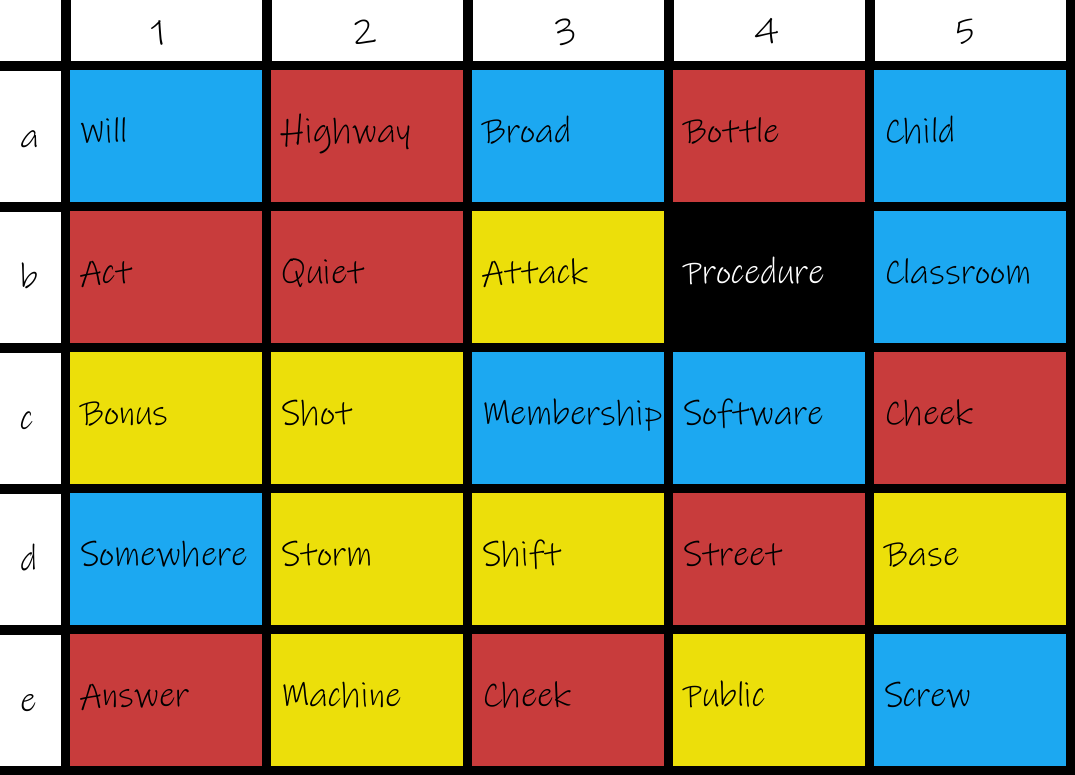 1 2 3 4 5
a Will Highway Broad Bottle Child
b Act Quiet Attack Procedure Classroom
c Bonus Shot Membership Software Cheek
d Somewhere Storm Shift Street Base
e Answer Machine Cheek Public Screw